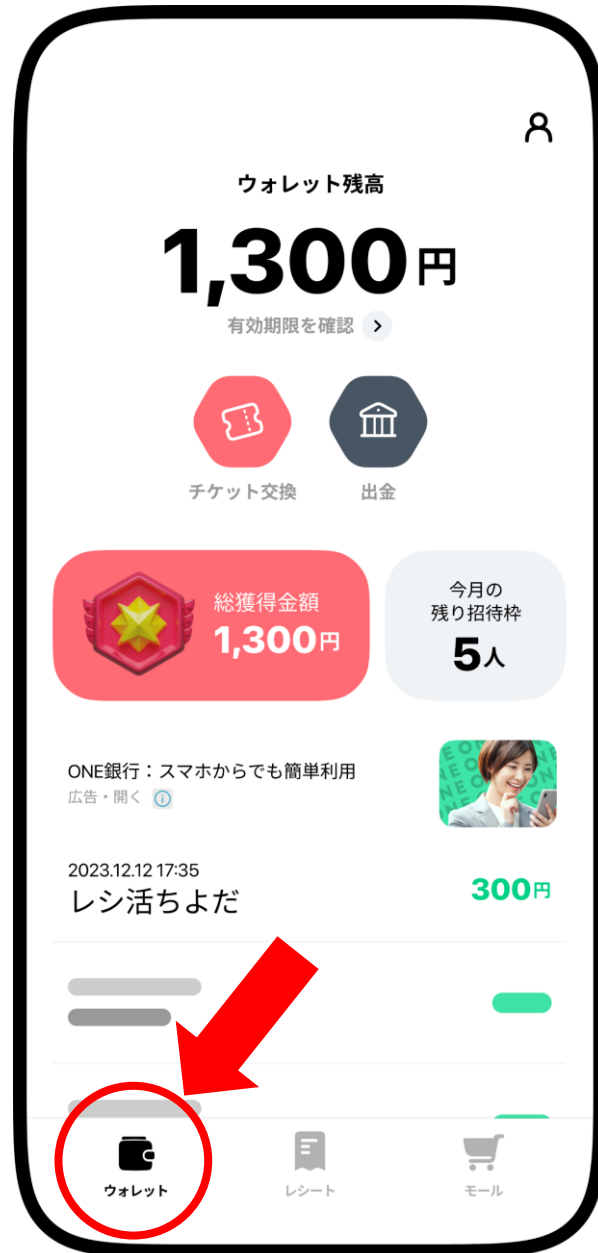 ウォレット残高
1,300円
有効期限を確認
チケット交換
出金
総獲得金額
1,300円
今月の
残り招待枠
5人
ONE銀行：スマホからでも簡単利用
広告・開く
2023.12.12 17:35
レシ活ちよだ
300円
ウォレット
レシート
モール